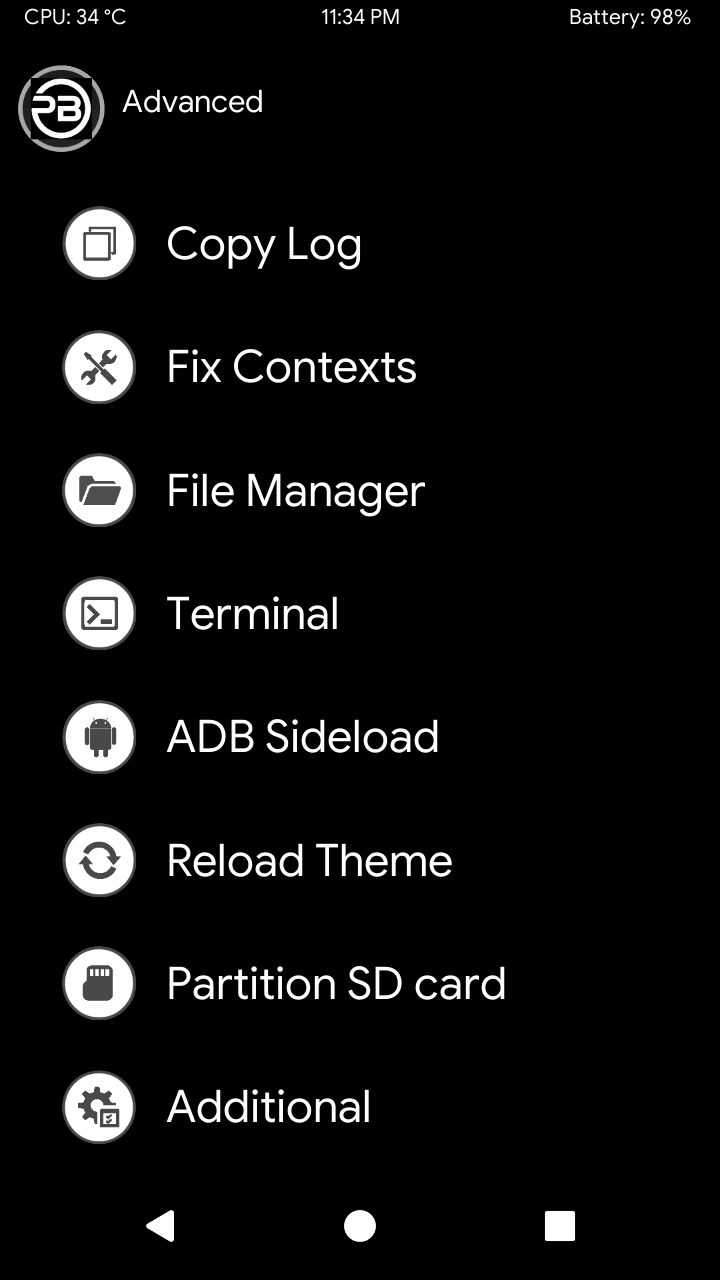 CPU: 34 °C 11:34 PM Battery: 98%
PB Advanced
Copy Log
Fix Contexts
File Manager
Terminal
ADB Sideload
Reload Theme
Partition SD card
Additional